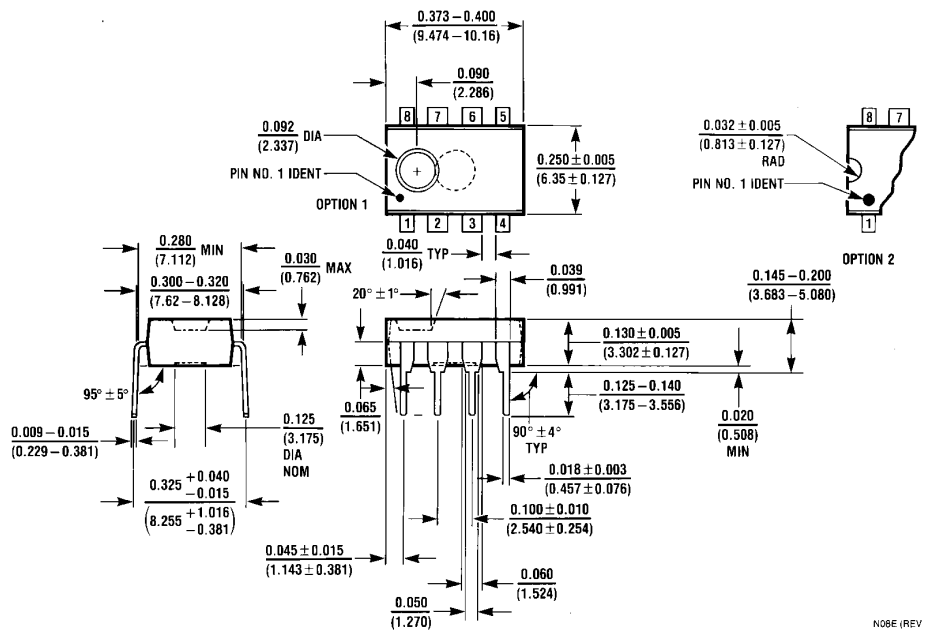 0.373 – 0.400
(9.474 – 10.16)
0.090
(2.286)
8 7 6 5
0.092 DIA
(2.337)
PIN NO. 1 IDENT
OPTION 1
1 2 3 4
0.250 ± 0.005
(6.35 ± 0.127)
8 7
0.032 ± 0.005
(0.813 ± 0.127)
RAD
PIN NO. 1 IDENT
1
OPTION 2
0.280 MIN
(7.112)
0.030 MAX
(0.762)
0.300 – 0.320
(7.62 – 8.128)
0.040 TYP
(1.016)
0.039
(0.991)
0.145 – 0.200
(3.683 – 5.080)
20° ± 1°
0.130 ± 0.005
(3.302 ± 0.127)
95° ± 5°
0.065
(1.651)
0.125 – 0.140
(3.175 – 3.556)
0.020
(0.508)
MIN
90° ± 4°
TYP
0.009 – 0.015
(0.229 – 0.381)
0.125
(3.175)
DIA
NOM
0.018 ± 0.003
(0.457 ± 0.076)
0.325 +0.040
−0.015
(8.255 +1.016
−0.381)
0.100 ± 0.010
(2.540 ± 0.254)
0.045 ± 0.015
(1.143 ± 0.381)
0.060
(1.524)
0.050
(1.270)
N08E (REV